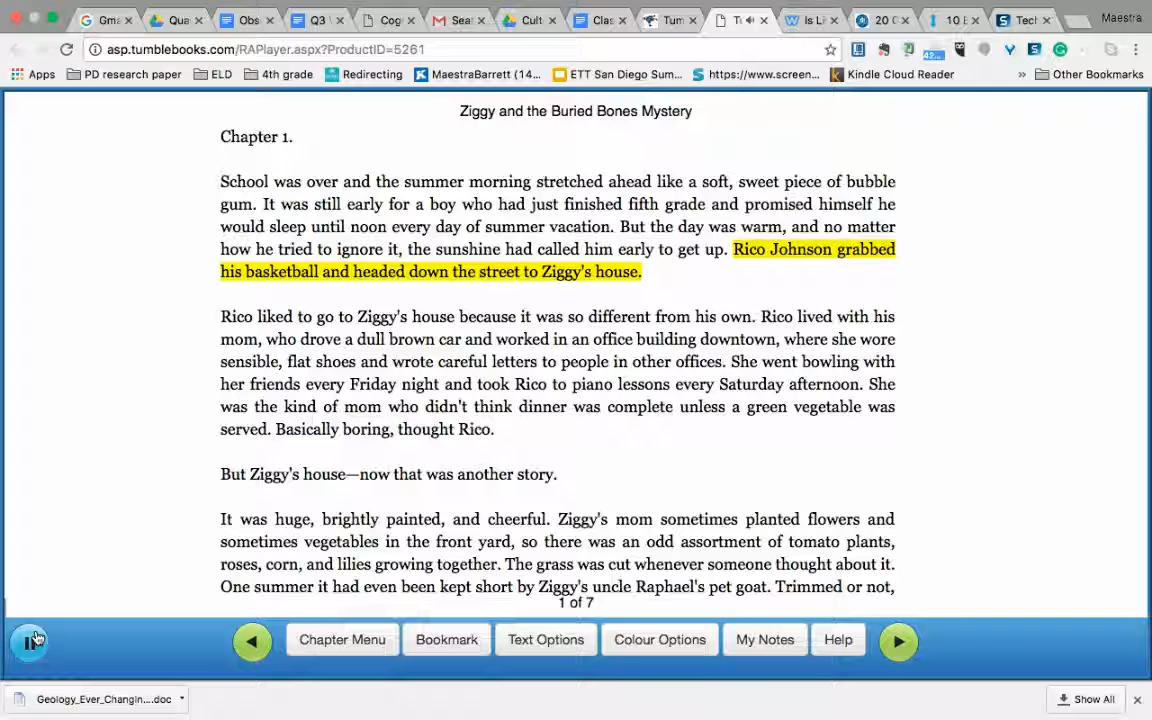 Gma
Qua
Obs
Q3 \
Cog
Sea
Cult
Clas
Tum
Is Li
20 C
10 E
Tech
Maestra
asp.tumblebooks.com/RAPlayer.aspx?ProductID=5261
Apps
PD research paper
ELD
4th grade
Redirecting
MaestraBarrett (14...
ETT San Diego Sum...
https://www.screen...
Kindle Cloud Reader
»
Other Bookmarks
Ziggy and the Buried Bones Mystery
Chapter 1.
School was over and the summer morning stretched ahead like a soft, sweet piece of bubble
gum. It was still early for a boy who had just finished fifth grade and promised himself he
would sleep until noon every day of summer vacation. But the day was warm, and no matter
how he tried to ignore it, the sunshine had called him early to get up. Rico Johnson grabbed
his basketball and headed down the street to Ziggy's house.
Rico liked to go to Ziggy's house because it was so different from his own. Rico lived with his
mom, who drove a dull brown car and worked in an office building downtown, where she wore
sensible, flat shoes and wrote careful letters to people in other offices. She went bowling with
her friends every Friday night and took Rico to piano lessons every Saturday afternoon. She
was the kind of mom who didn't think dinner was complete unless a green vegetable was
served. Basically boring, thought Rico.
But Ziggy's house—now that was another story.
It was huge, brightly painted, and cheerful. Ziggy's mom sometimes planted flowers and
sometimes vegetables in the front yard, so there was an odd assortment of tomato plants,
roses, corn, and lilies growing together. The grass was cut whenever someone thought about it.
One summer it had even been kept short by Ziggy's uncle Raphael's pet goat. Trimmed or not,
1 of 7
Chapter Menu
Bookmark
Text Options
Colour Options
My Notes
Help
Geology_Ever_Changin....doc
Show All